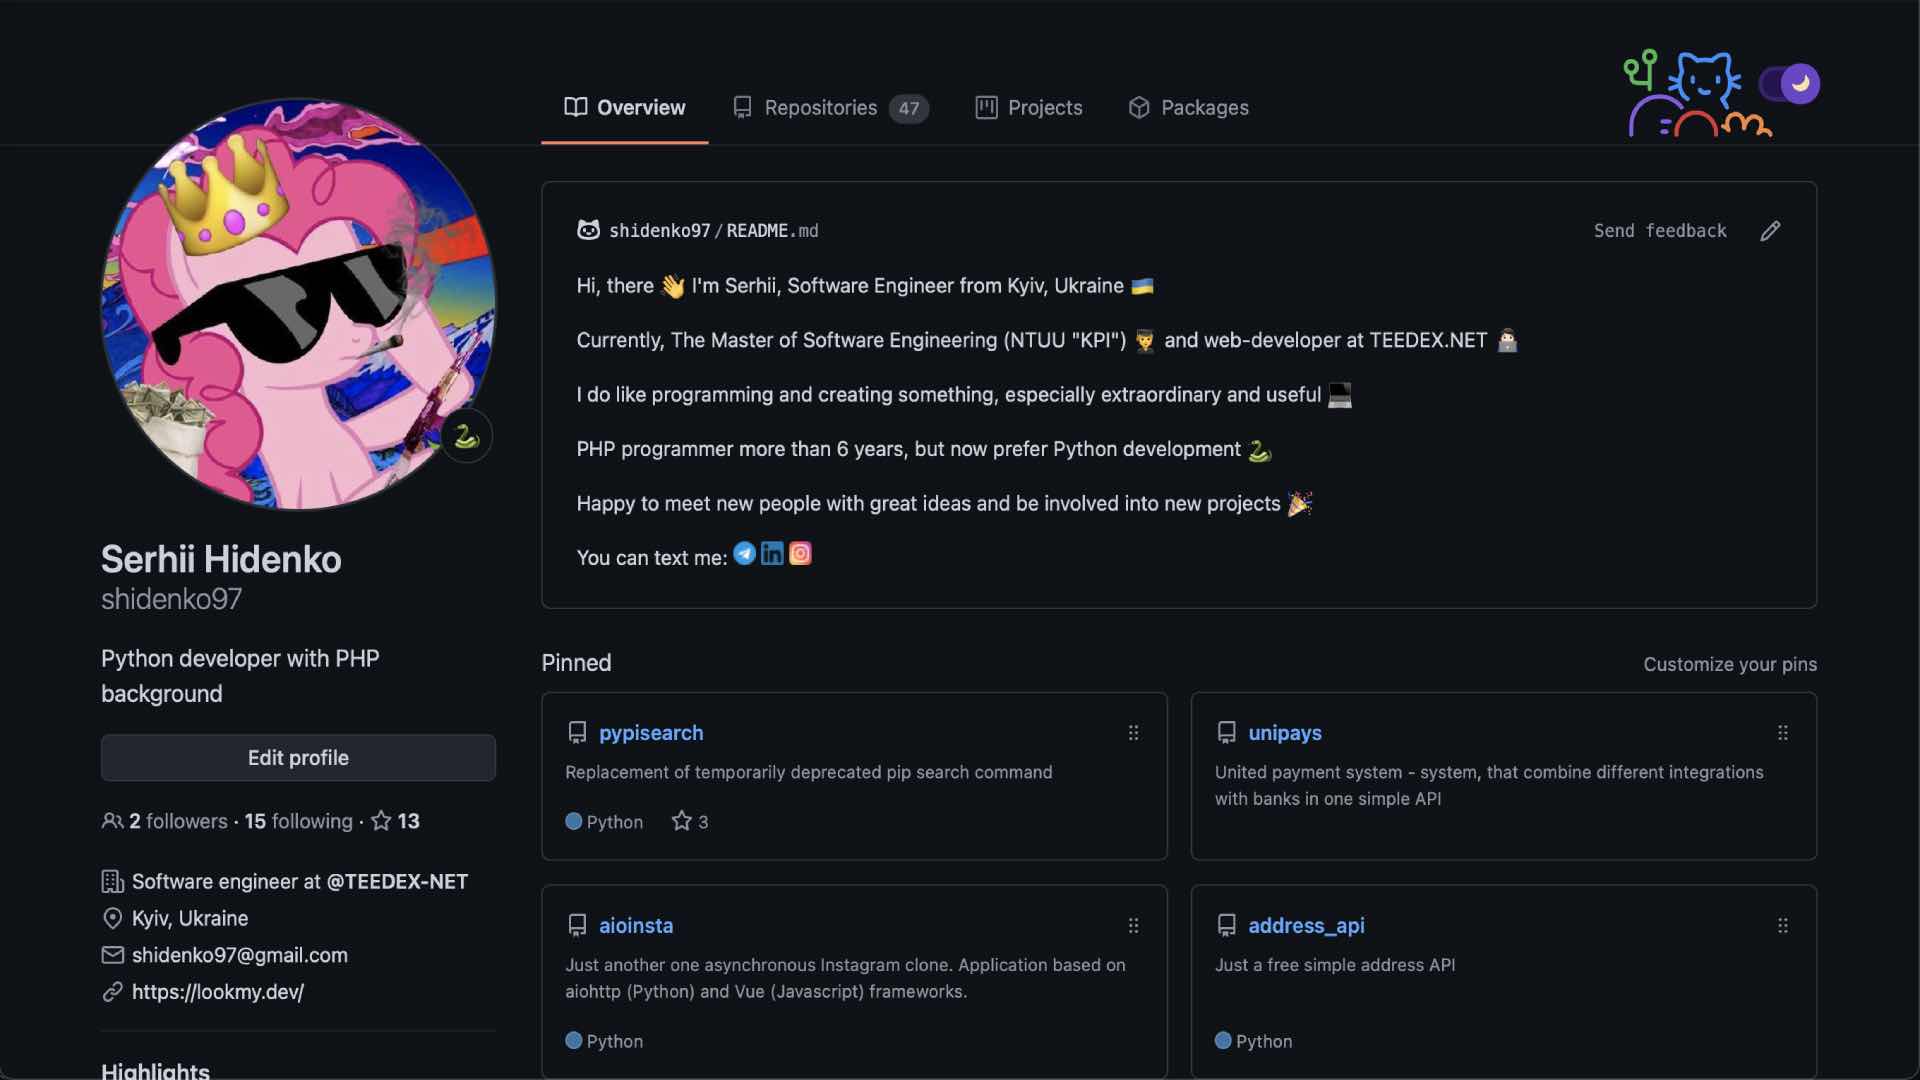 Overview
Repositories 47
Projects
Packages
shidenko97/README.md
Send feedback
Hi, there 👋 I'm Serhii, Software Engineer from Kyiv, Ukraine 🇺🇦
Currently, The Master of Software Engineering (NTUU "KPI") 👨‍🎓 and web-developer at TEEDEX.NET 👨🏻‍💻
I do like programming and creating something, especially extraordinary and useful 💻
PHP programmer more than 6 years, but now prefer Python development 🐍
Happy to meet new people with great ideas and be involved into new projects 🎉
You can text me:
in
Serhii Hidenko
shidenko97
Python developer with PHP
background
Edit profile
2 followers · 15 following · 13
Software engineer at @TEEDEX-NET
Kyiv, Ukraine
shidenko97@gmail.com
https://lookmy.dev/
Highlights
Pinned
Customize your pins
pypisearch
Replacement of temporarily deprecated pip search command
Python 3
unipays
United payment system - system, that combine different integrations
with banks in one simple API
aioinsta
Just another one asynchronous Instagram clone. Application based on
aiohttp (Python) and Vue (Javascript) frameworks.
Python
address_api
Just a free simple address API
Python